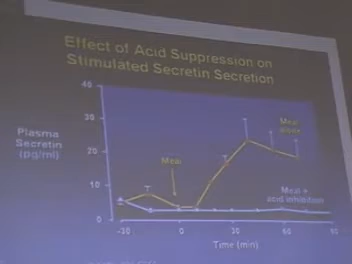 Effect of Acid Suppression on
Stimulated Secretin Secretion
Plasma
Secretin
(pg/ml)
40
30
20
10
0
Meal
Meal
alone
Meal +
acid inhibition
-30
0
30
60
Time (min)